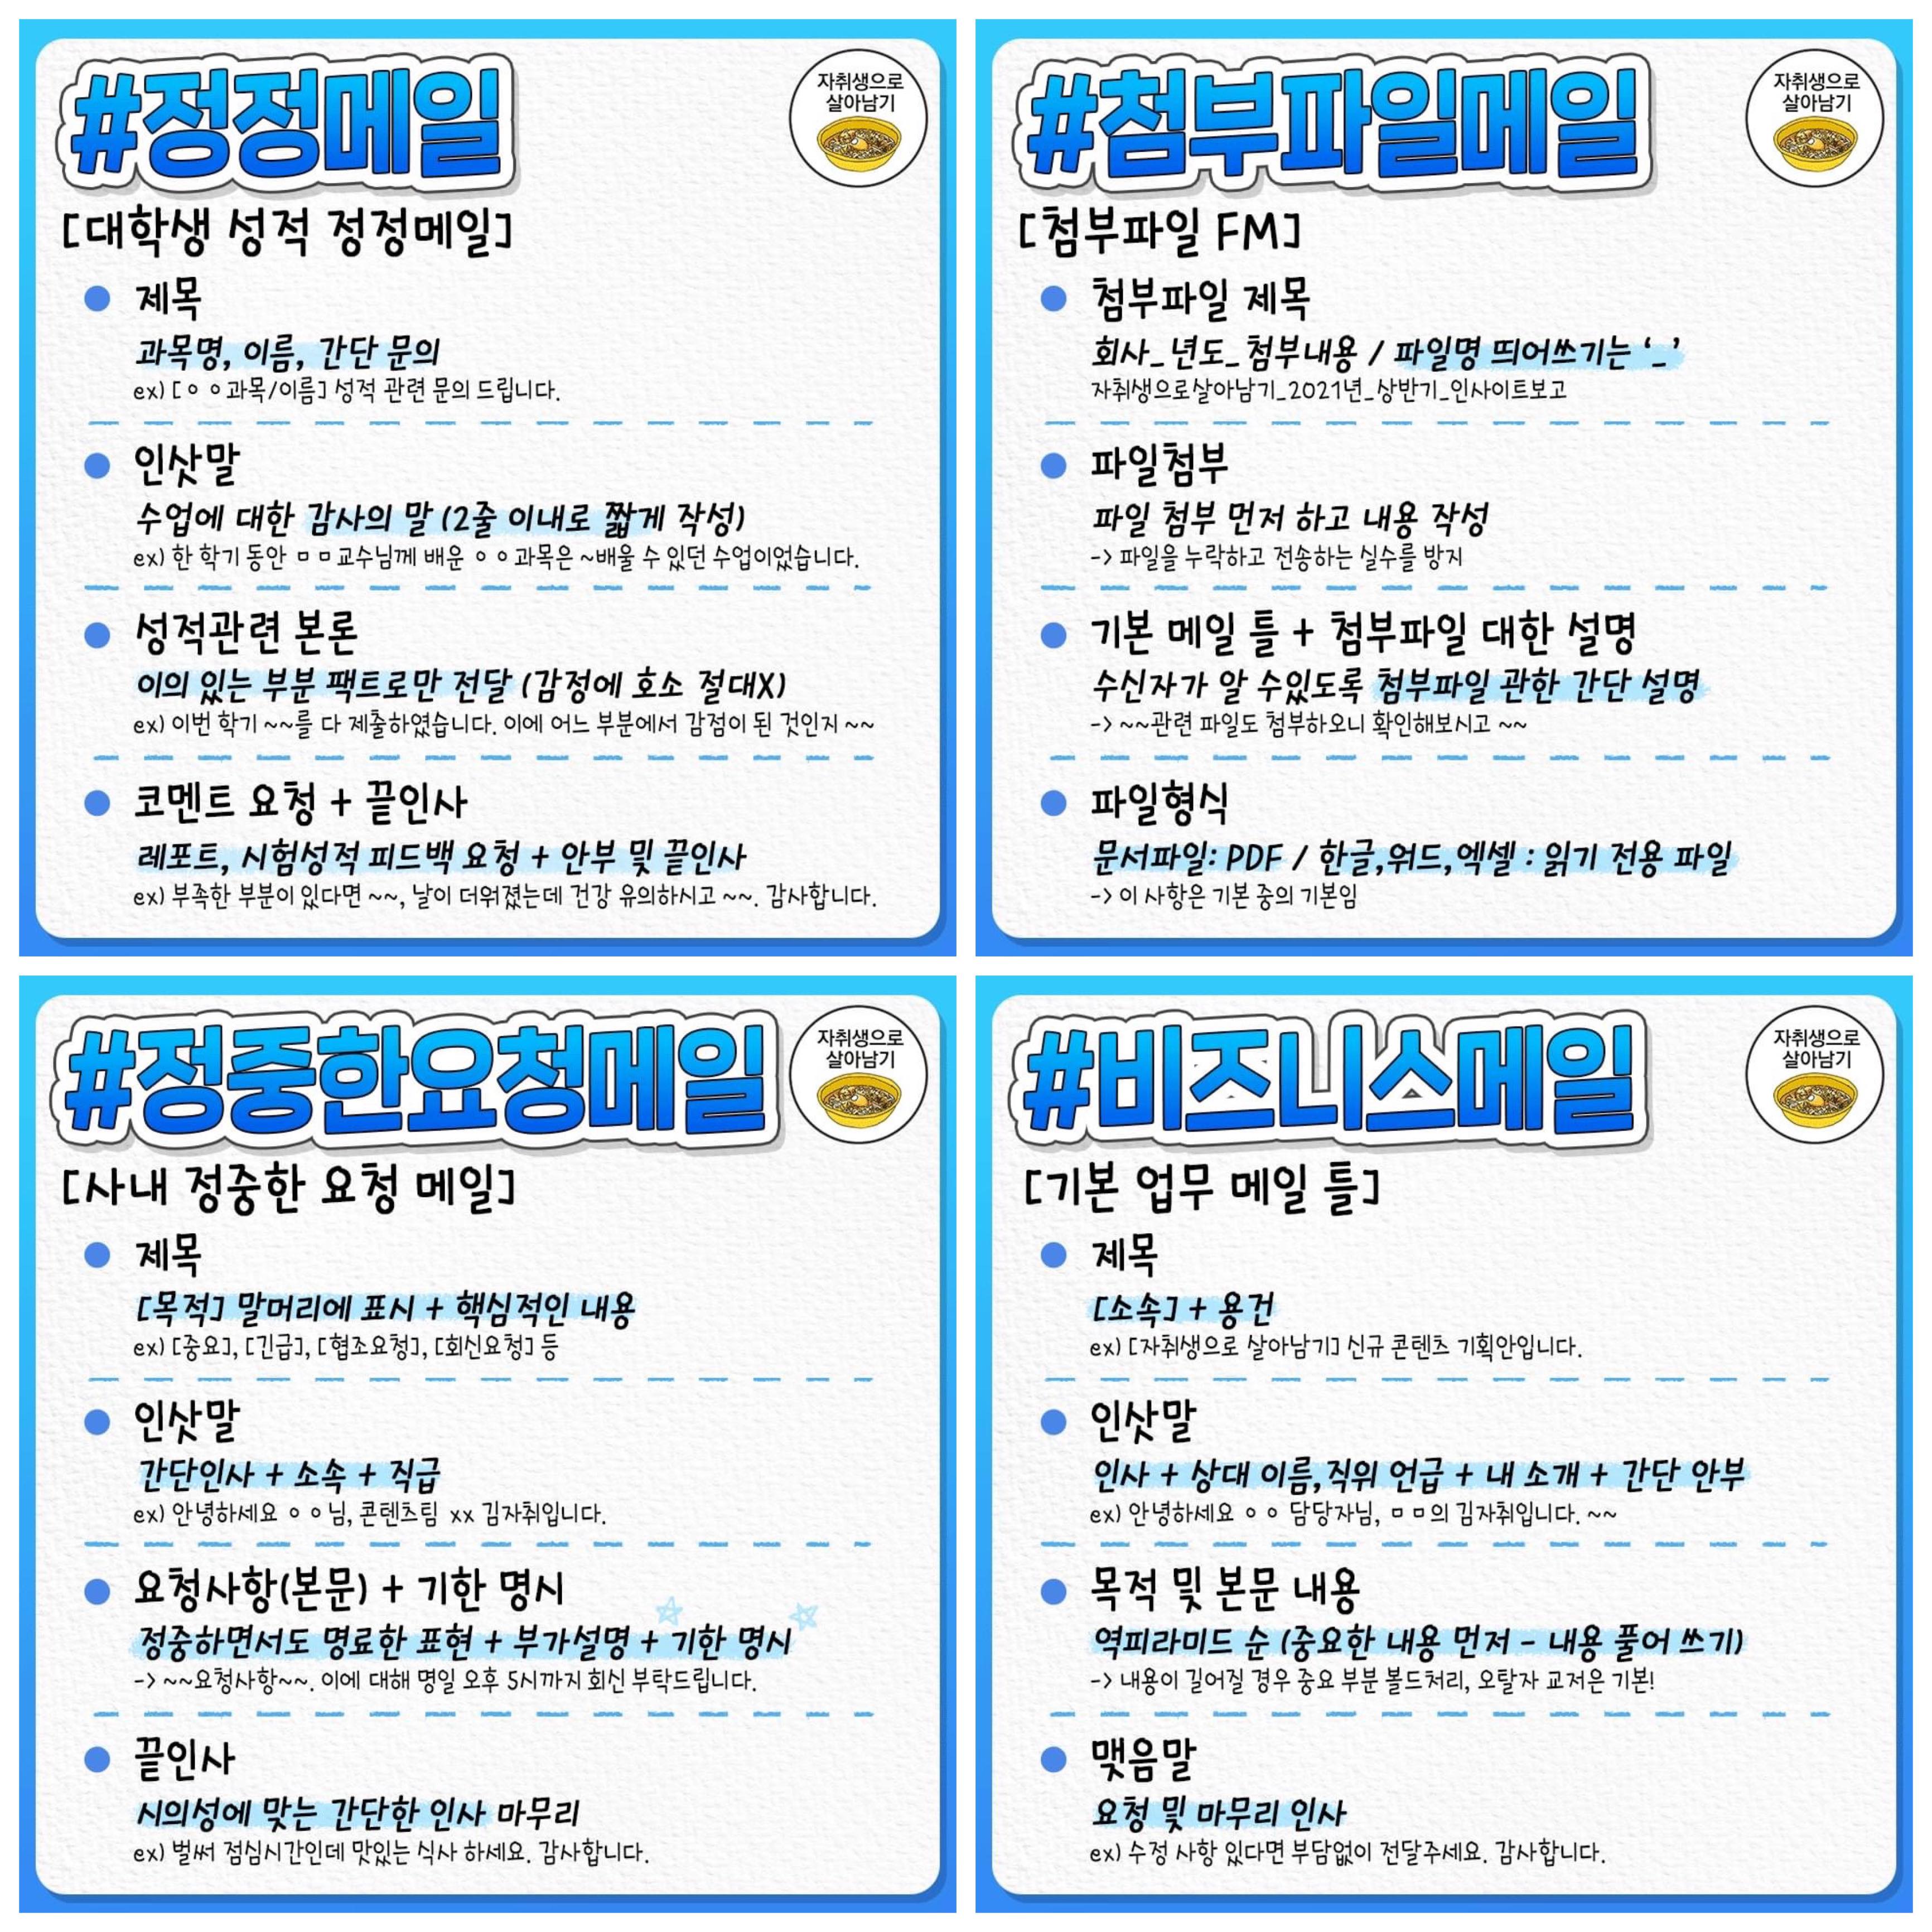 #정정메일
자취생으로
살아남기
[대학생 성적 정정메일]
제목
과목명, 이름, 간단 문의
ex) [ㅇㅇ과목/이름] 성적 관련 문의 드립니다.
인삿말
수업에 대한 감사의 말 (2줄 이내로 짧게 작성)
ex) 한 학기 동안 ㅁㅁ교수님께 배운 ㅇㅇ과목은 ~배울 수 있던 수업이었습니다.
성적관련 본론
이의 있는 부분 팩트로만 전달 (감정에 호소 절대X)
ex) 이번 학기 ~~를 다 제출하였습니다. 이에 어느 부분에서 감점이 된 것인지 ~~
코멘트 요청 + 끝인사
레포트, 시험성적 피드백 요청 + 안부 및 끝인사
ex) 부족한 부분이 있다면 ~~, 날이 더워졌는데 건강 유의하시고 ~~. 감사합니다.
#첨부파일메일
자취생으로
살아남기
[첨부파일 FM]
첨부파일 제목
회사_년도_첨부내용 / 파일명 띄어쓰기는 ‘_’
자취생으로살아남기_2021년_상반기_인사이트보고
파일첨부
파일 첨부 먼저 하고 내용 작성
-> 파일을 누락하고 전송하는 실수를 방지
기본 메일 틀 + 첨부파일 대한 설명
수신자가 알 수있도록 첨부파일 관한 간단 설명
-> ~~관련 파일도 첨부하오니 확인해보시고 ~~
파일형식
문서파일: PDF / 한글,워드,엑셀 : 읽기 전용 파일
-> 이 사항은 기본 중의 기본임
#정중한요청메일
자취생으로
살아남기
[사내 정중한 요청 메일]
제목
[목적] 말머리에 표시 + 핵심적인 내용
ex) [중요], [긴급], [협조요청], [회신요청] 등
인삿말
간단인사 + 소속 + 직급
ex) 안녕하세요 ㅇㅇ님, 콘텐츠팀 xx 김자취입니다.
요청사항(본문) + 기한 명시
정중하면서도 명료한 표현 + 부가설명 + 기한 명시
-> ~~요청사항~~. 이에 대해 명일 오후 5시까지 회신 부탁드립니다.
끝인사
시의성에 맞는 간단한 인사 마무리
ex) 벌써 점심시간인데 맛있는 식사 하세요. 감사합니다.
#비즈니스메일
자취생으로
살아남기
[기본 업무 메일 틀]
제목
[소속] + 용건
ex) [자취생으로 살아남기] 신규 콘텐츠 기획안입니다.
인삿말
인사 + 상대 이름,직위 언급 + 내 소개 + 간단 안부
ex) 안녕하세요 ㅇㅇ 담당자님, ㅁㅁ의 김자취입니다. ~~
목적 및 본문 내용
역피라미드 순 (중요한 내용 먼저 - 내용 풀어 쓰기)
-> 내용이 길어질 경우 중요 부분 볼드처리, 오탈자 교저은 기본!
맺음말
요청 및 마무리 인사
ex) 수정 사항 있다면 부담없이 전달주세요. 감사합니다.